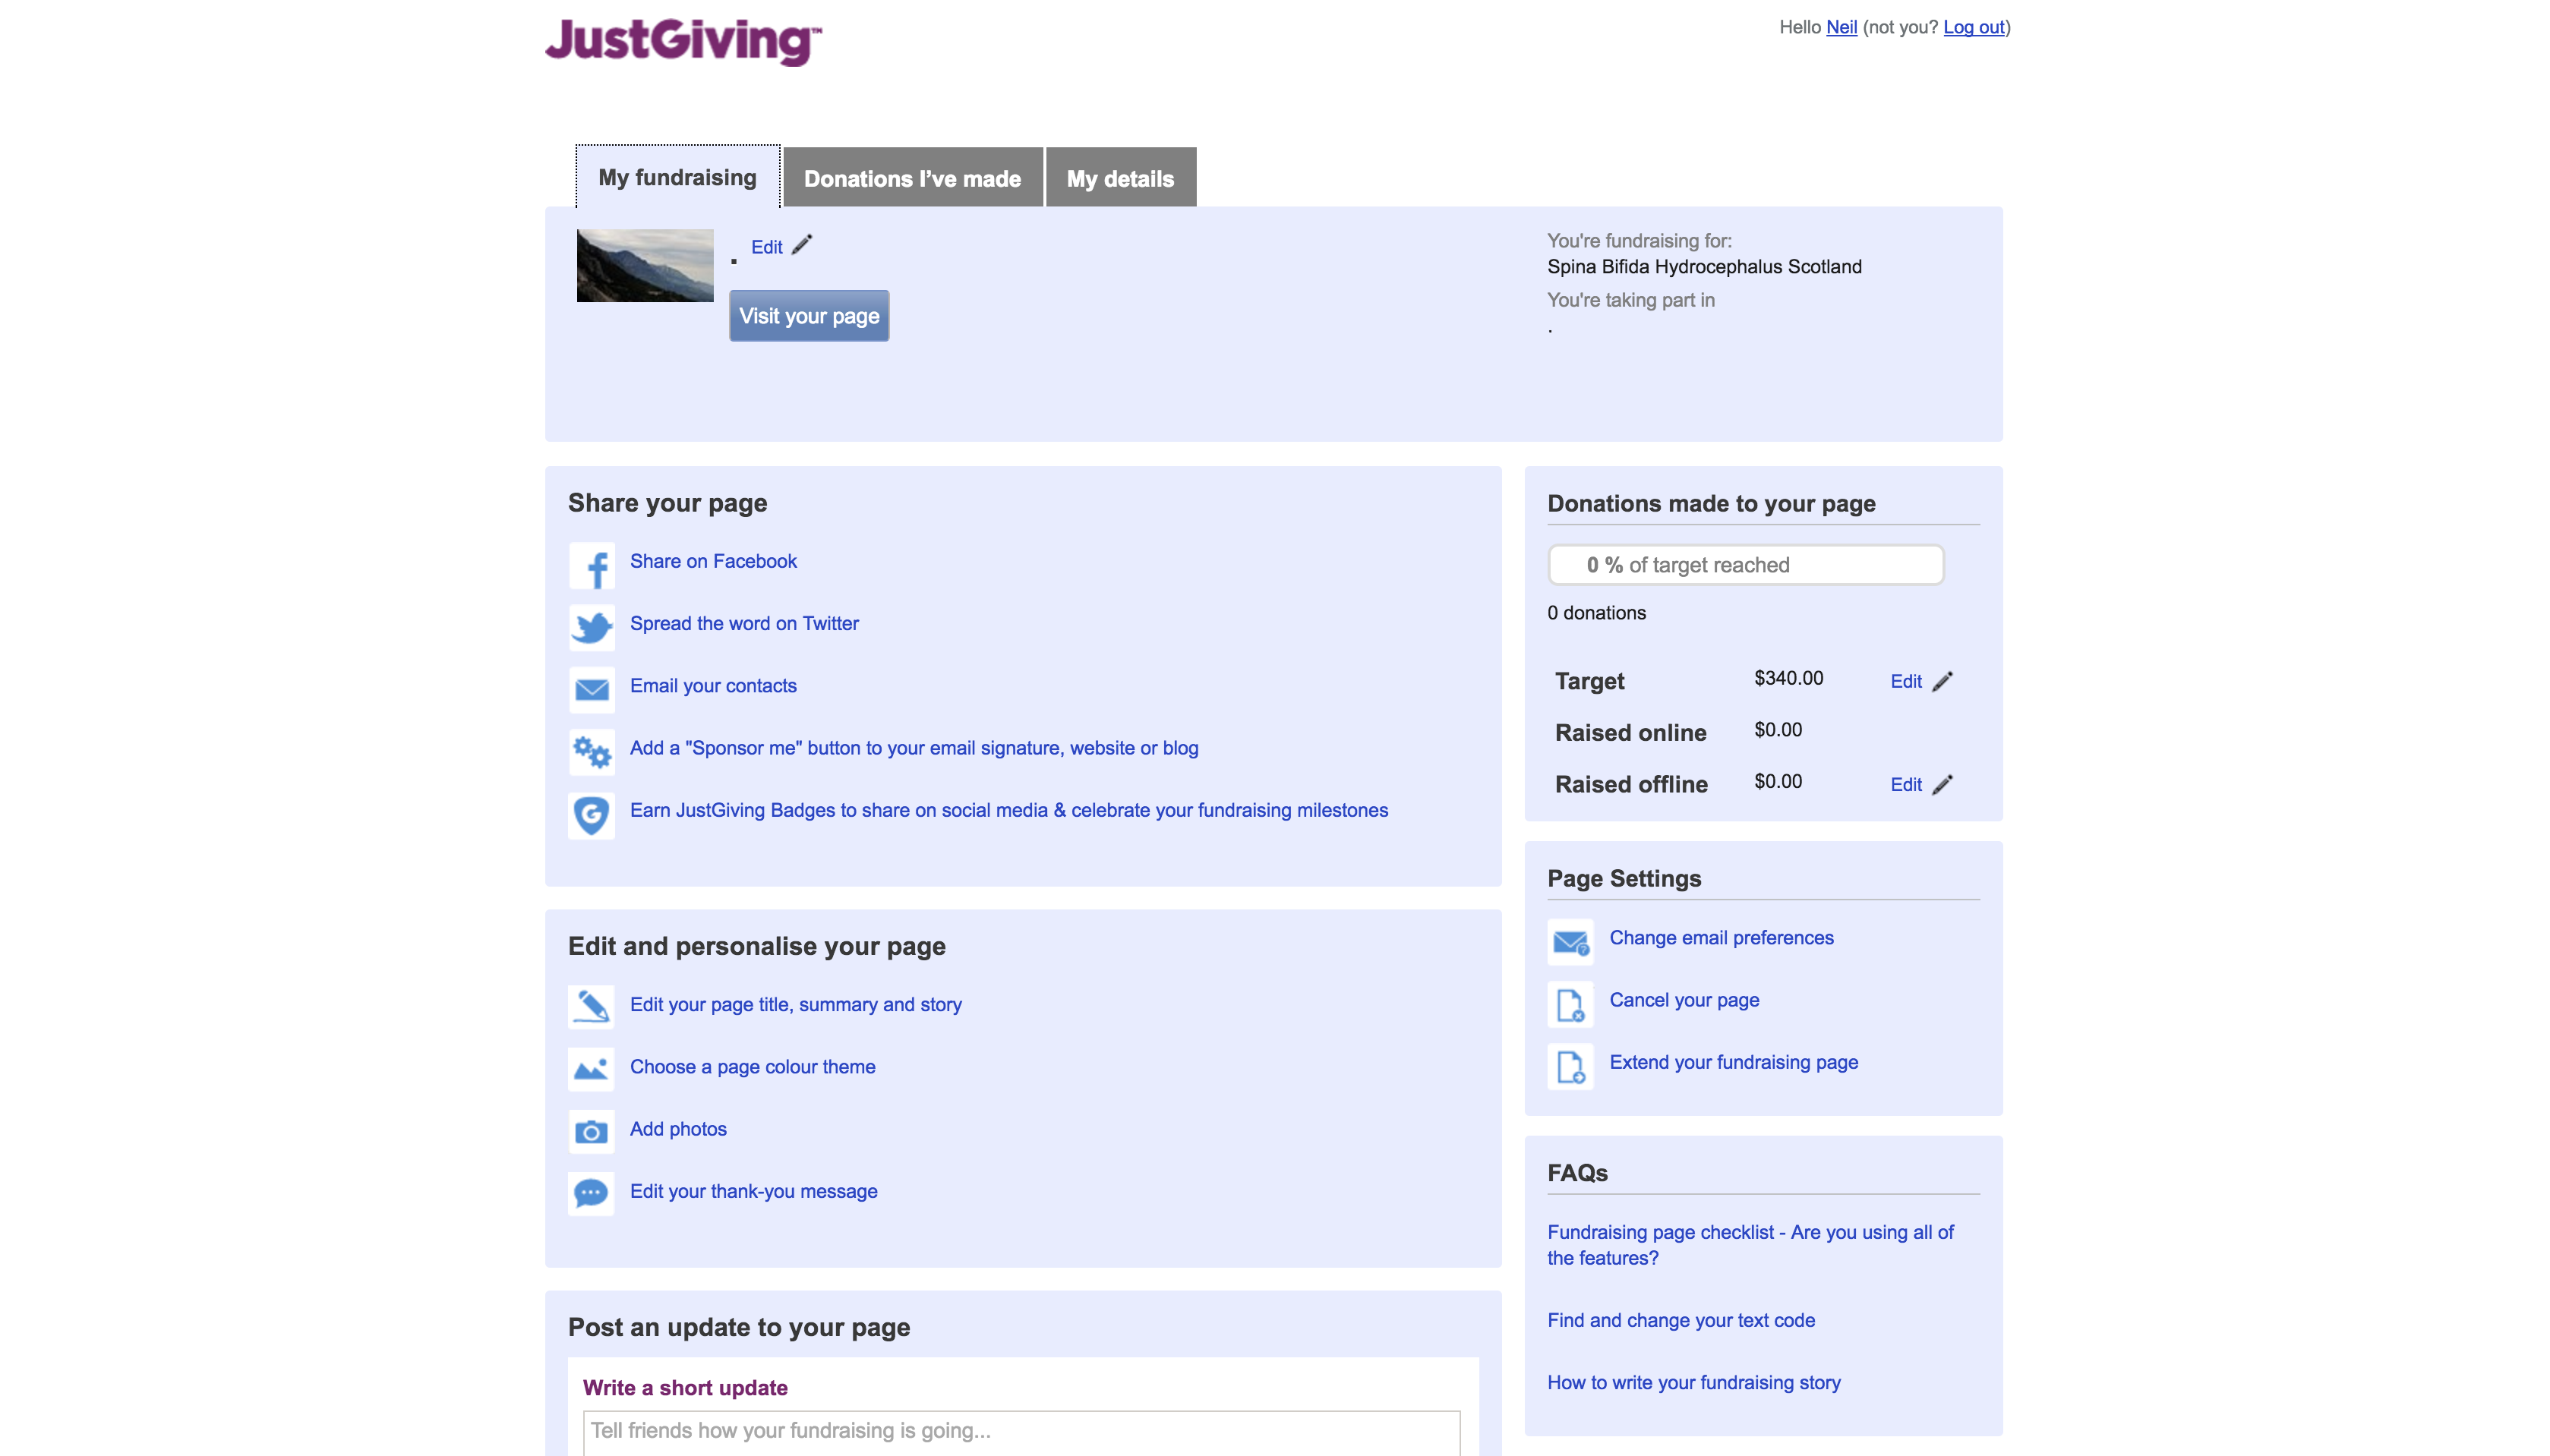 JustGiving™
Hello Neil (not you? Log out)
My fundraising
Donations I’ve made
My details
.
Edit
Visit your page
You're fundraising for:
Spina Bifida Hydrocephalus Scotland
You're taking part in
.
Share your page
Share on Facebook
Spread the word on Twitter
Email your contacts
Add a "Sponsor me" button to your email signature, website or blog
Earn JustGiving Badges to share on social media & celebrate your fundraising milestones
Edit and personalise your page
Edit your page title, summary and story
Choose a page colour theme
Add photos
Edit your thank-you message
Post an update to your page
Write a short update
Tell friends how your fundraising is going...
Donations made to your page
0 % of target reached
0 donations
Target $340.00 Edit
Raised online $0.00
Raised offline $0.00 Edit
Page Settings
Change email preferences
Cancel your page
Extend your fundraising page
FAQs
Fundraising page checklist - Are you using all of
the features?
Find and change your text code
How to write your fundraising story